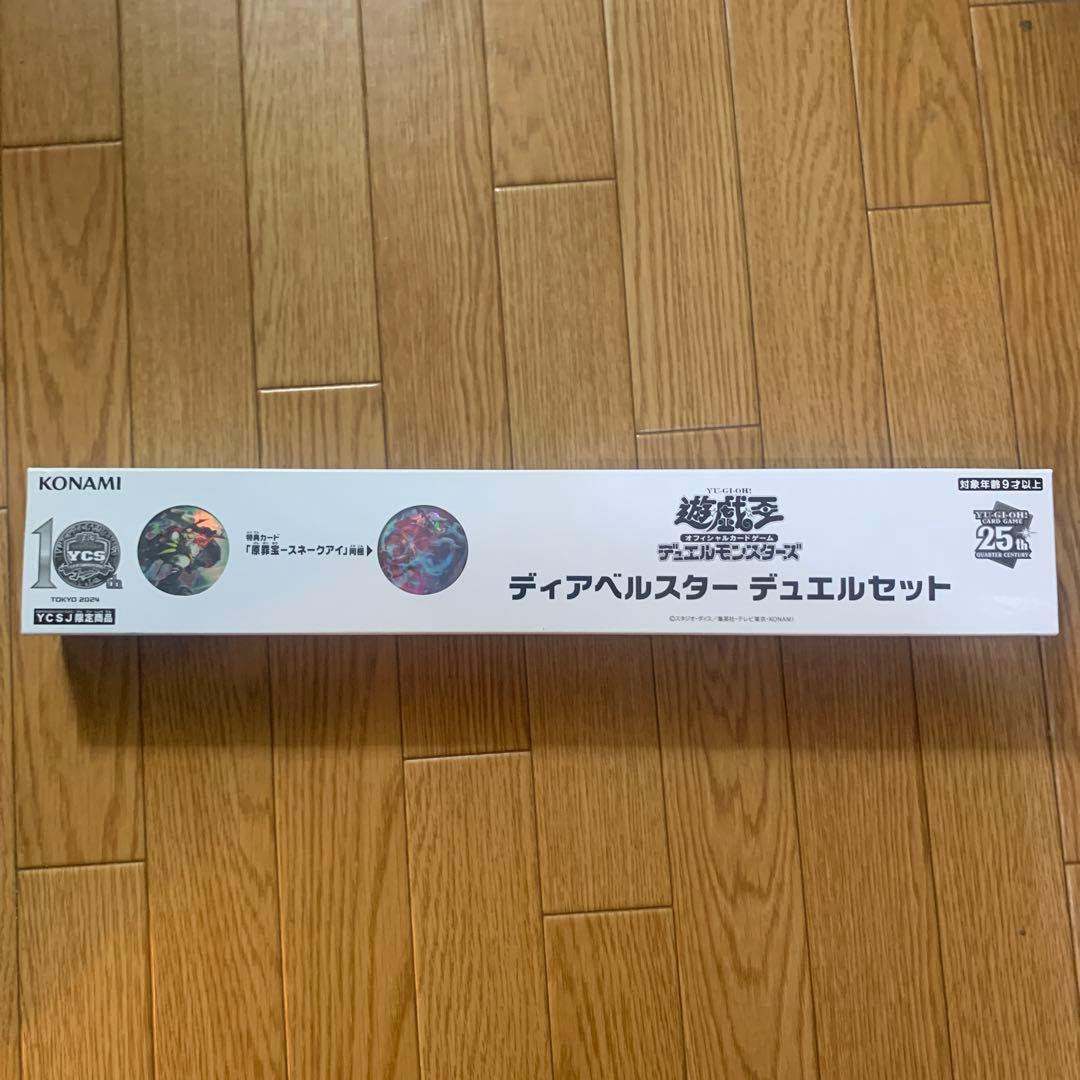 KONAMI
10th
YCS
TOKYO 2024
YCSJ限定商品
特典カード
「原罪宝-スネークアイ」同梱▶
YU-GI-OH!
遊戯王
オフィシャルカードゲーム
デュエルモンスターズ
ディアベルスター デュエルセット
©スタジオ・ダイス/集英社・テレビ東京・KONAMI
対象年齢9才以上
YU-GI-OH!
CARD GAME
25th
QUARTER CENTURY